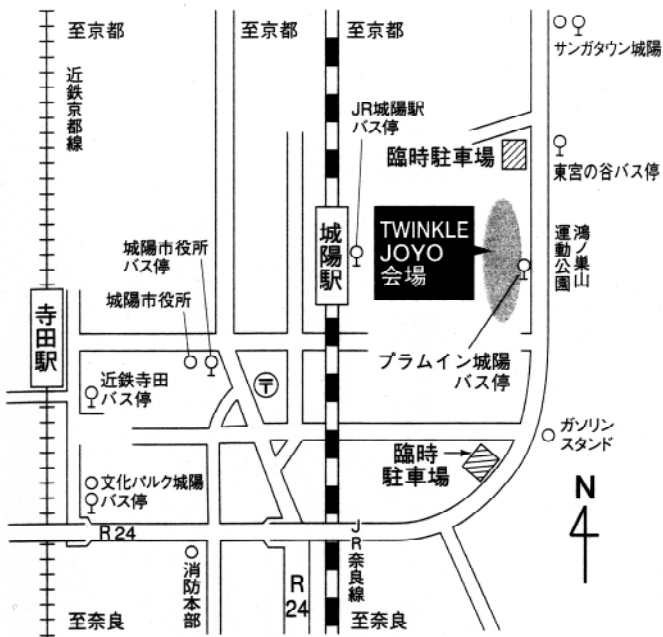 至京都
至京都
至京都
サンガタウン城陽
近鉄京都線
JR城陽駅
バス停
臨時駐車場
東宮の谷バス停
城陽駅
TWINKLE
JOYO
会場
鴻ノ巣山
運動公園
城陽市役所
バス停
城陽市役所
寺田駅
プラムイン城陽
バス停
近鉄寺田
バス停
〒
ガソリン
スタンド
臨時
駐車場
文化パルク城陽
バス停
N
R24
JR奈良線
消防本部
R
24
至奈良
至奈良